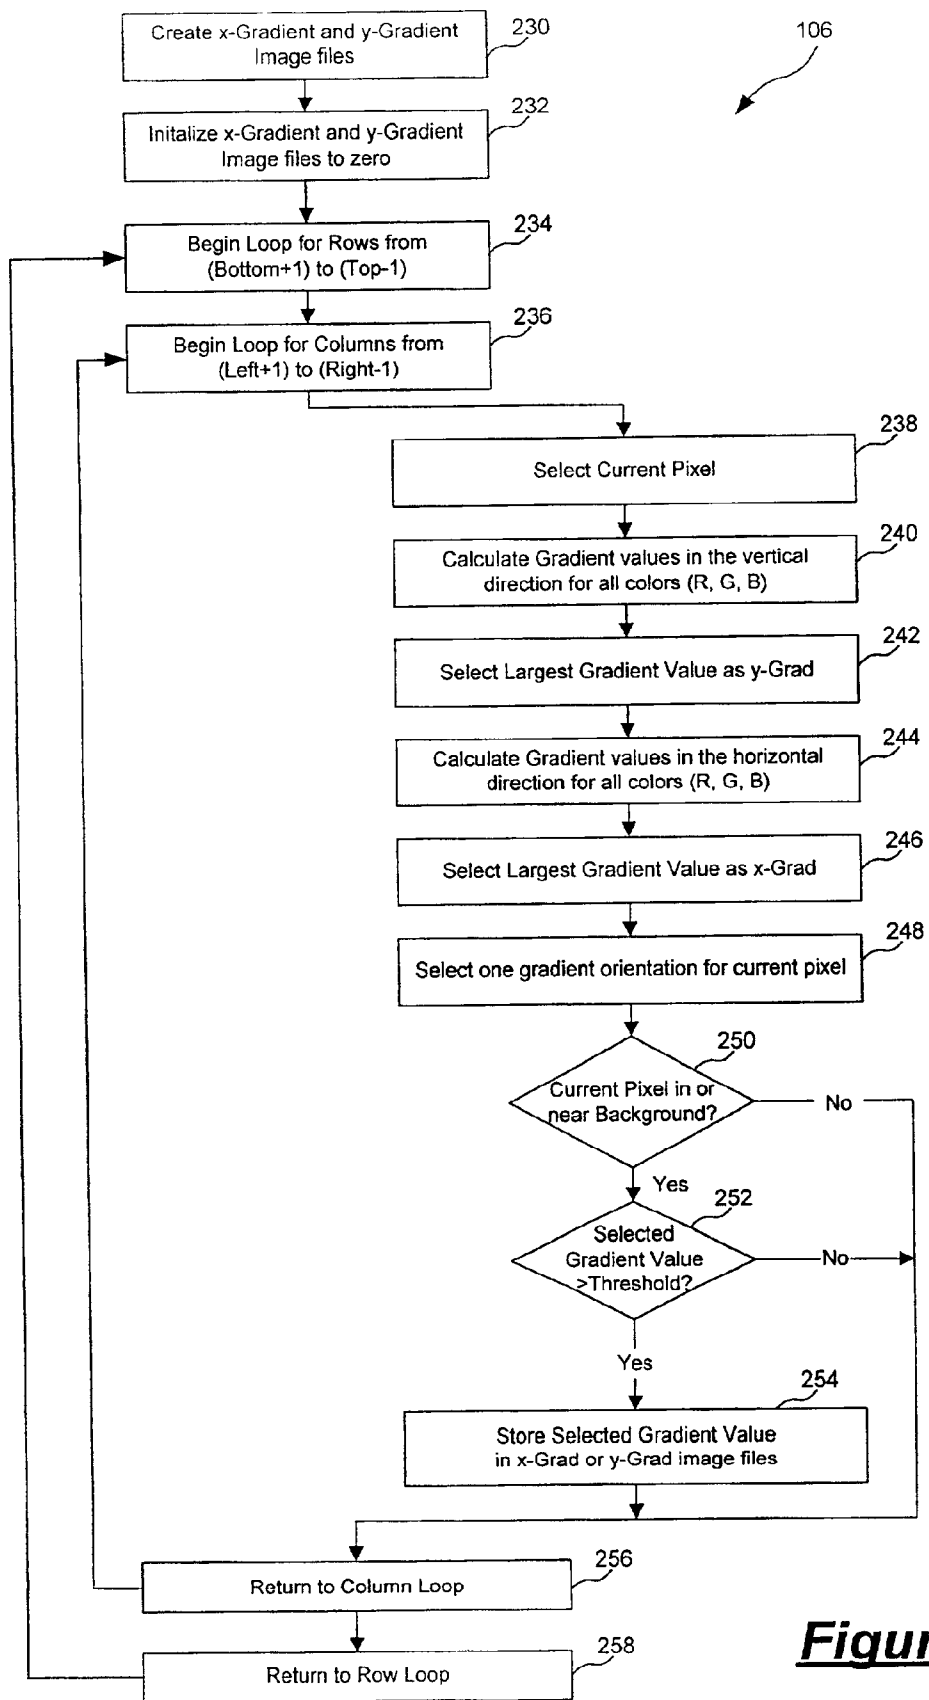 Create x-Gradient and y-Gradient
Image files
230
106
Initalize x-Gradient and y-Gradient
Image files to zero
232
Begin Loop for Rows from
(Bottom+1) to (Top-1)
234
Begin Loop for Columns from
(Left+1) to (Right-1)
236
Select Current Pixel
238
Calculate Gradient values in the vertical
direction for all colors (R, G, B)
240
Select Largest Gradient Value as y-Grad
242
Calculate Gradient values in the horizontal
direction for all colors (R, G, B)
244
Select Largest Gradient Value as x-Grad
246
Select one gradient orientation for current pixel
248
Current Pixel in or
near Background?
250
No
Yes
Selected
Gradient Value
>Threshold?
252
No
Yes
Store Selected Gradient Value
in x-Grad or y-Grad image files
254
Return to Column Loop
256
Return to Row Loop
258
Figur